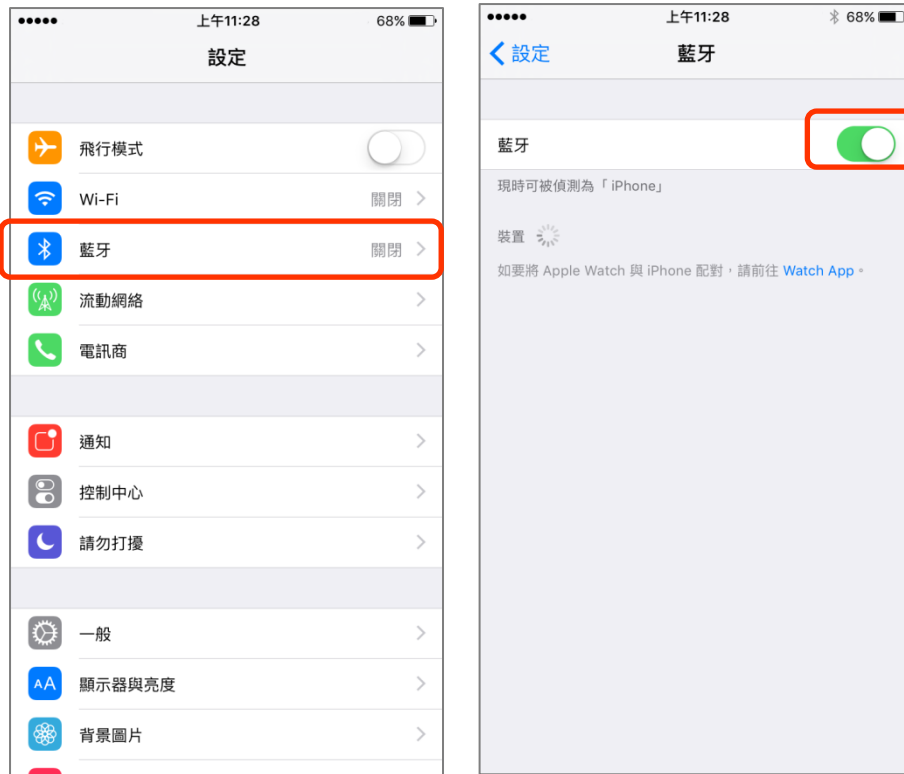 上午11:28
68%
設定
飛行模式
Wi-Fi
關閉
藍牙
關閉
流動網絡
電訊商
通知
控制中心
請勿打擾
一般
AA
顯示器與亮度
背景圖片
上午11:28
68%
設定
藍牙
藍牙
現時可被偵測為「iPhone」
裝置
如要將 Apple Watch 與 iPhone 配對，請前往 Watch App。